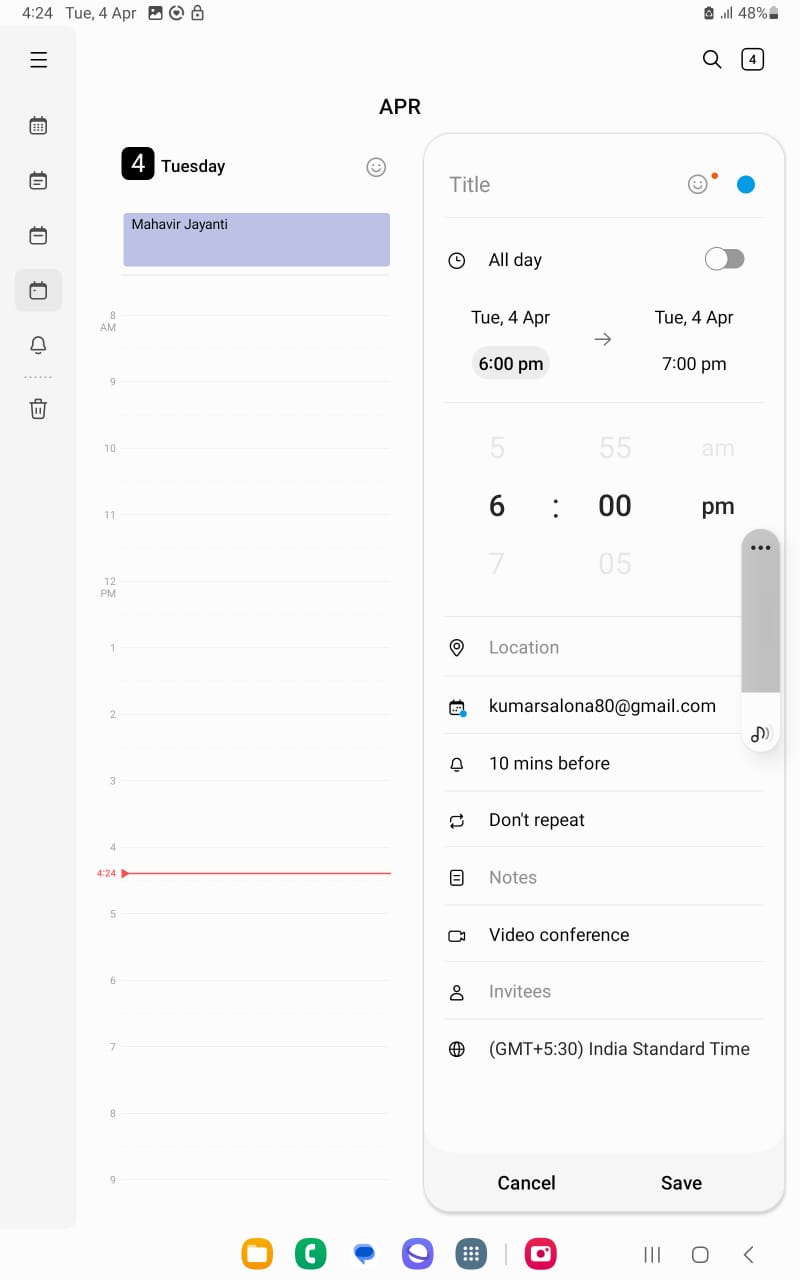 4:24 Tue, 4 Apr 48%
4
APR
4 Tuesday
Mahavir Jayanti
8
AM
9
10
11
12
PM
1
2
3
4
4:24
5
6
7
8
9
Title
All day
Tue, 4 Apr Tue, 4 Apr
6:00 pm 7:00 pm
5 55 am
6 : 00 pm
7 05
Location
kumarsalona80@gmail.com
10 mins before
Don't repeat
Notes
Video conference
Invitees
(GMT+5:30) India Standard Time
Cancel Save